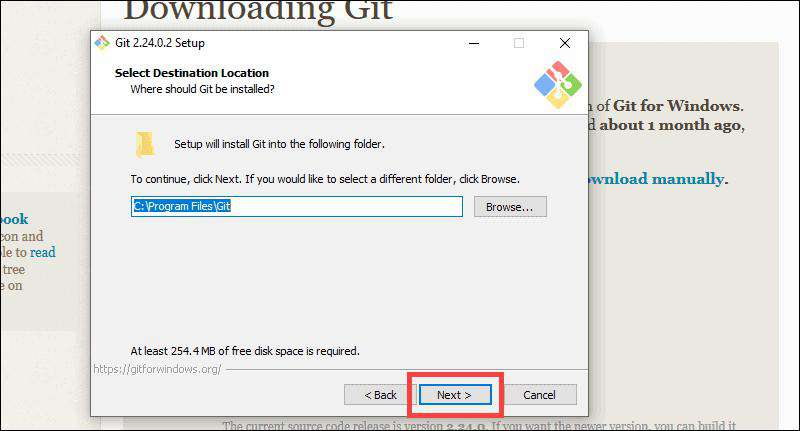 Downloading Git
Git 2.24.0.2 Setup
Select Destination Location
Where should Git be installed?
n of Git for Windows.
d about 1 month ago,
Setup will install Git into the following folder.
To continue, click Next. If you would like to select a different folder, click Browse.
wnload manually.
C:\Program Files\Git
Browse...
book
con and
ble to read
tree
e on
At least 254.4 MB of free disk space is required.
https://gitforwindows.org/
< Back
Next >
Cancel
The current source code release is version 2.24.0. If you want the newer version, you can build it